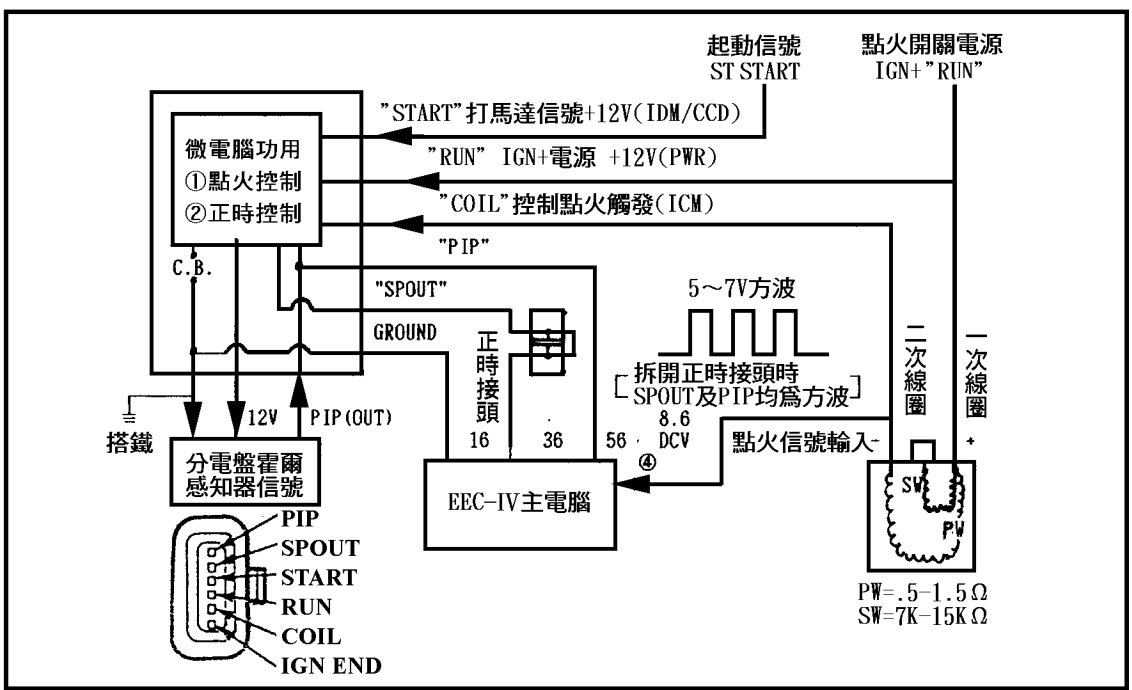 起動信號
ST START
點火開關電源
IGN+"RUN"
"START"打馬達信號+12V(IDM/CCD)
"RUN" IGN+電源 +12V(PWR)
"COIL"控制點火觸發(ICM)
微電腦功用
①點火控制
②正時控制
"PIP"
C.B.
"SPOUT"
GROUND
5～7V方波
正時接頭
拆開正時接頭時
SPOUT及PIP均爲方波
二次線圈
一次線圈
搭鐵
12V
PIP(OUT)
16
36
56
8.6
DCV
④
點火信號輸入
-
+
分電盤霍爾
感知器信號
EEC-IV主電腦
SW
PW
PW=.5-1.5Ω
SW=7K-15KΩ
PIP
SPOUT
START
RUN
COIL
IGN END